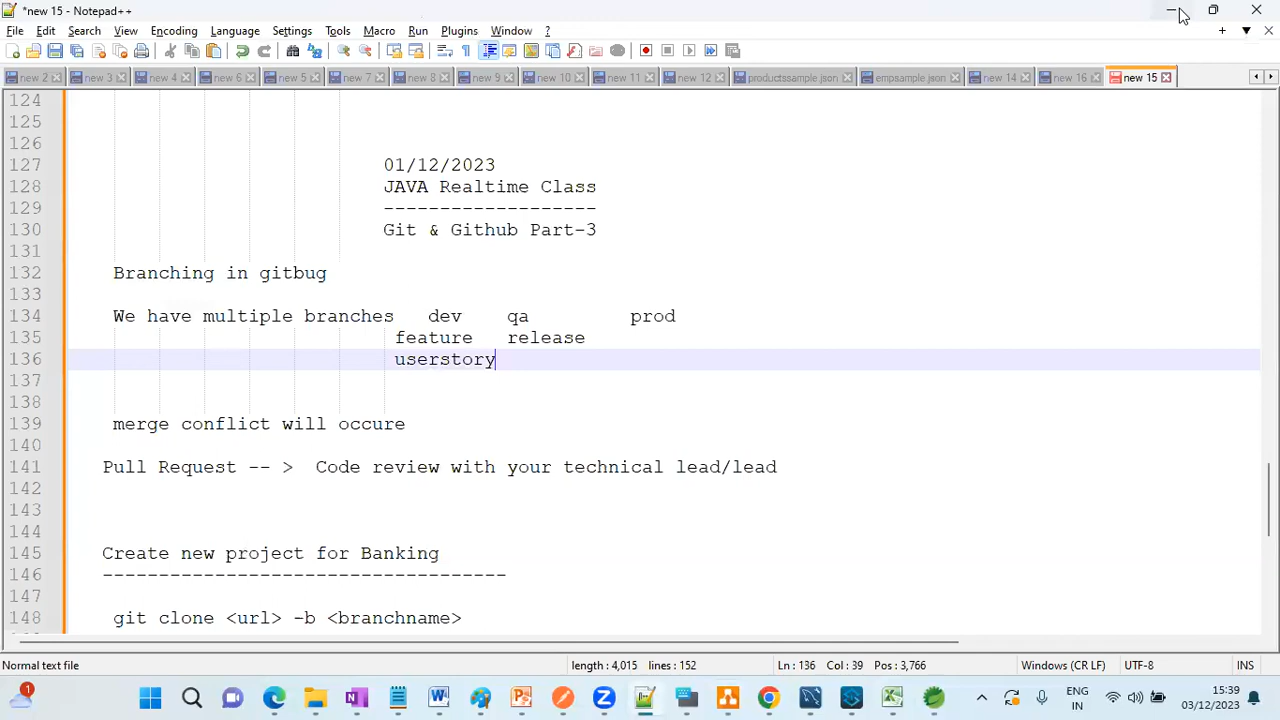 *new 15 - Notepad++
File Edit Search View Encoding Language Settings Tools Macro Run Plugins Window ?
new 2 new 3 new 4 new 6 new 5 new 7 new 8 new 9 new 10 new 11 new 12 productssample.json empsample.json new 14 new 16 new 15
124
125
126
127 01/12/2023
128 JAVA Realtime Class
129 -------------------
130 Git & Github Part-3
131
132 Branching in gitbug
133
134 We have multiple branches dev qa prod
135 feature release
136 userstory
137
138
139 merge conflict will occure
140
141 Pull Request -- > Code review with your technical lead/lead
142
143
144
145 Create new project for Banking
146 ------------------------------------
147
148 git clone <url> -b <branchname>
Normal text file length : 4,015 lines : 152 Ln : 136 Col : 39 Pos : 3,766 Windows (CR LF) UTF-8 INS
1 ENG IN 15:39 03/12/2023